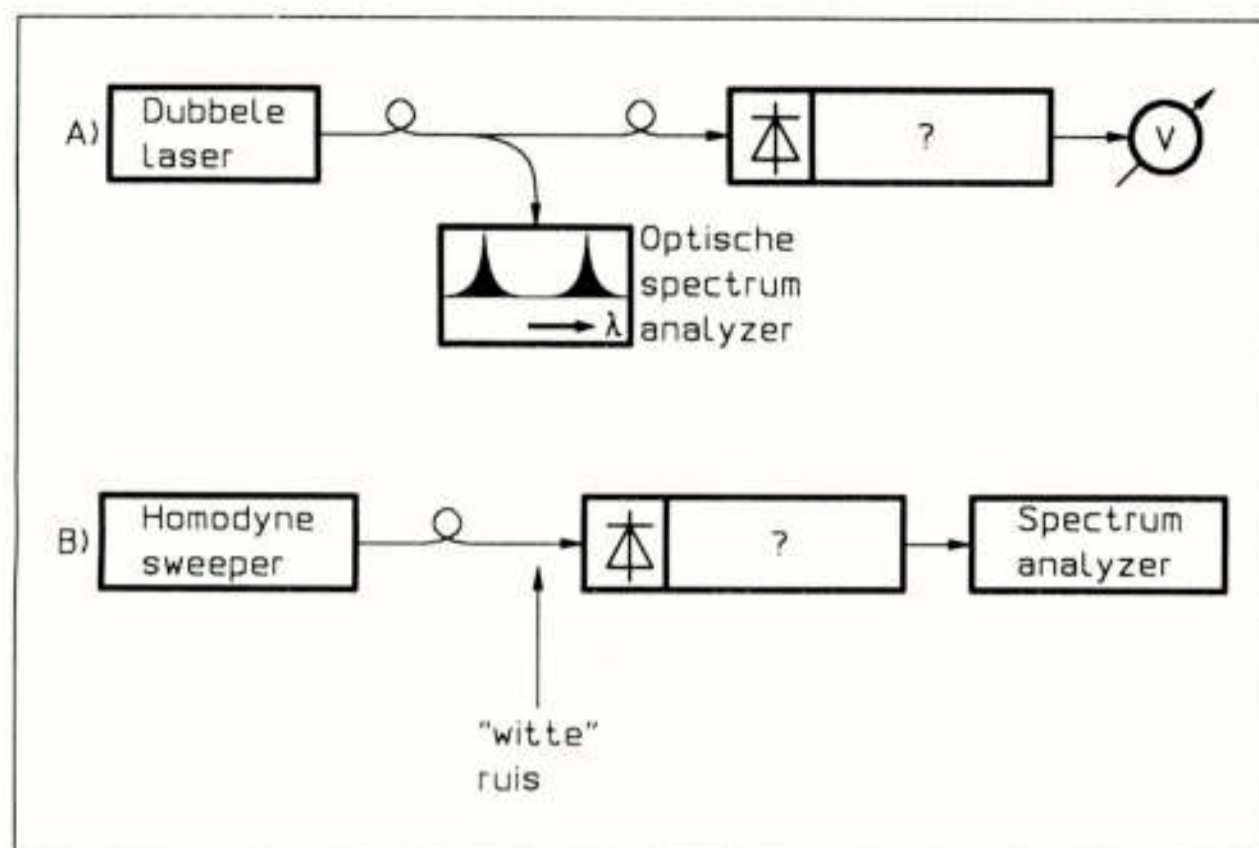 A)
Dubbele
laser
?
V
Optische
spectrum
analyzer
λ
B)
Homodyne
sweeper
?
Spectrum
analyzer
"witte"
ruis